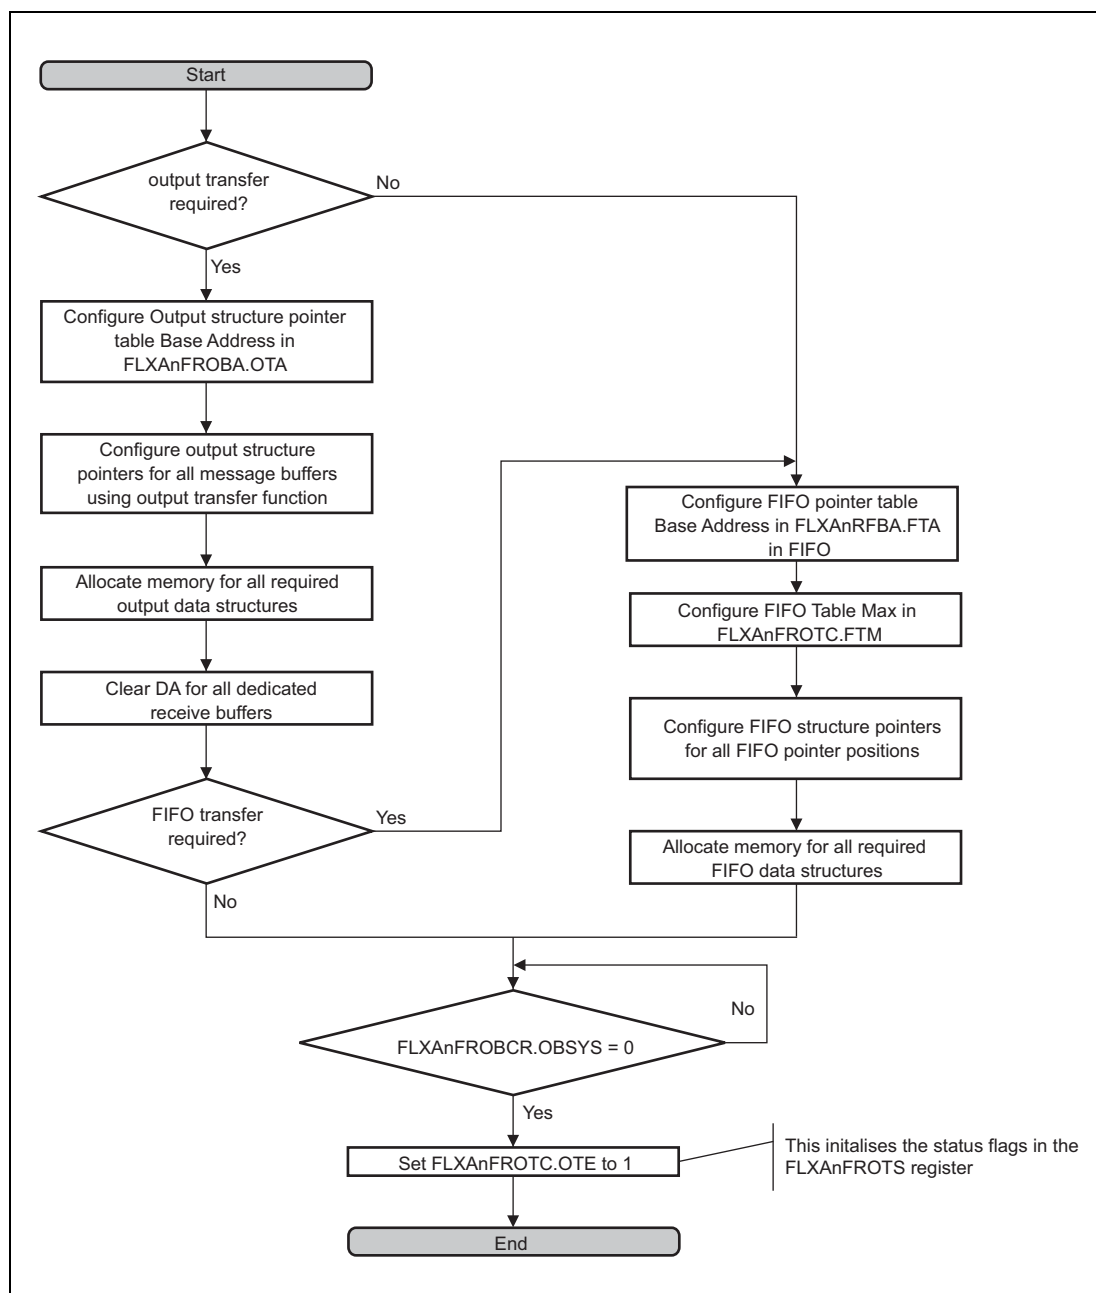 Start
output transfer
required?
No
Yes
Configure Output structure pointer
table Base Address in
FLXAnFROBA.OTA
Configure output structure
pointers for all message buffers
using output transfer function
Allocate memory for all required
output data structures
Clear DA for all dedicated
receive buffers
FIFO transfer
required?
Yes
No
Configure FIFO pointer table
Base Address in FLXAnRFBA.FTA
in FIFO
Configure FIFO Table Max in
FLXAnFROTC.FTM
Configure FIFO structure pointers
for all FIFO pointer positions
Allocate memory for all required
FIFO data structures
No
FLXAnFROBCR.OBSYS = 0
Yes
Set FLXAnFROTC.OTE to 1
This initalises the status flags in the
FLXAnFROTS register
End